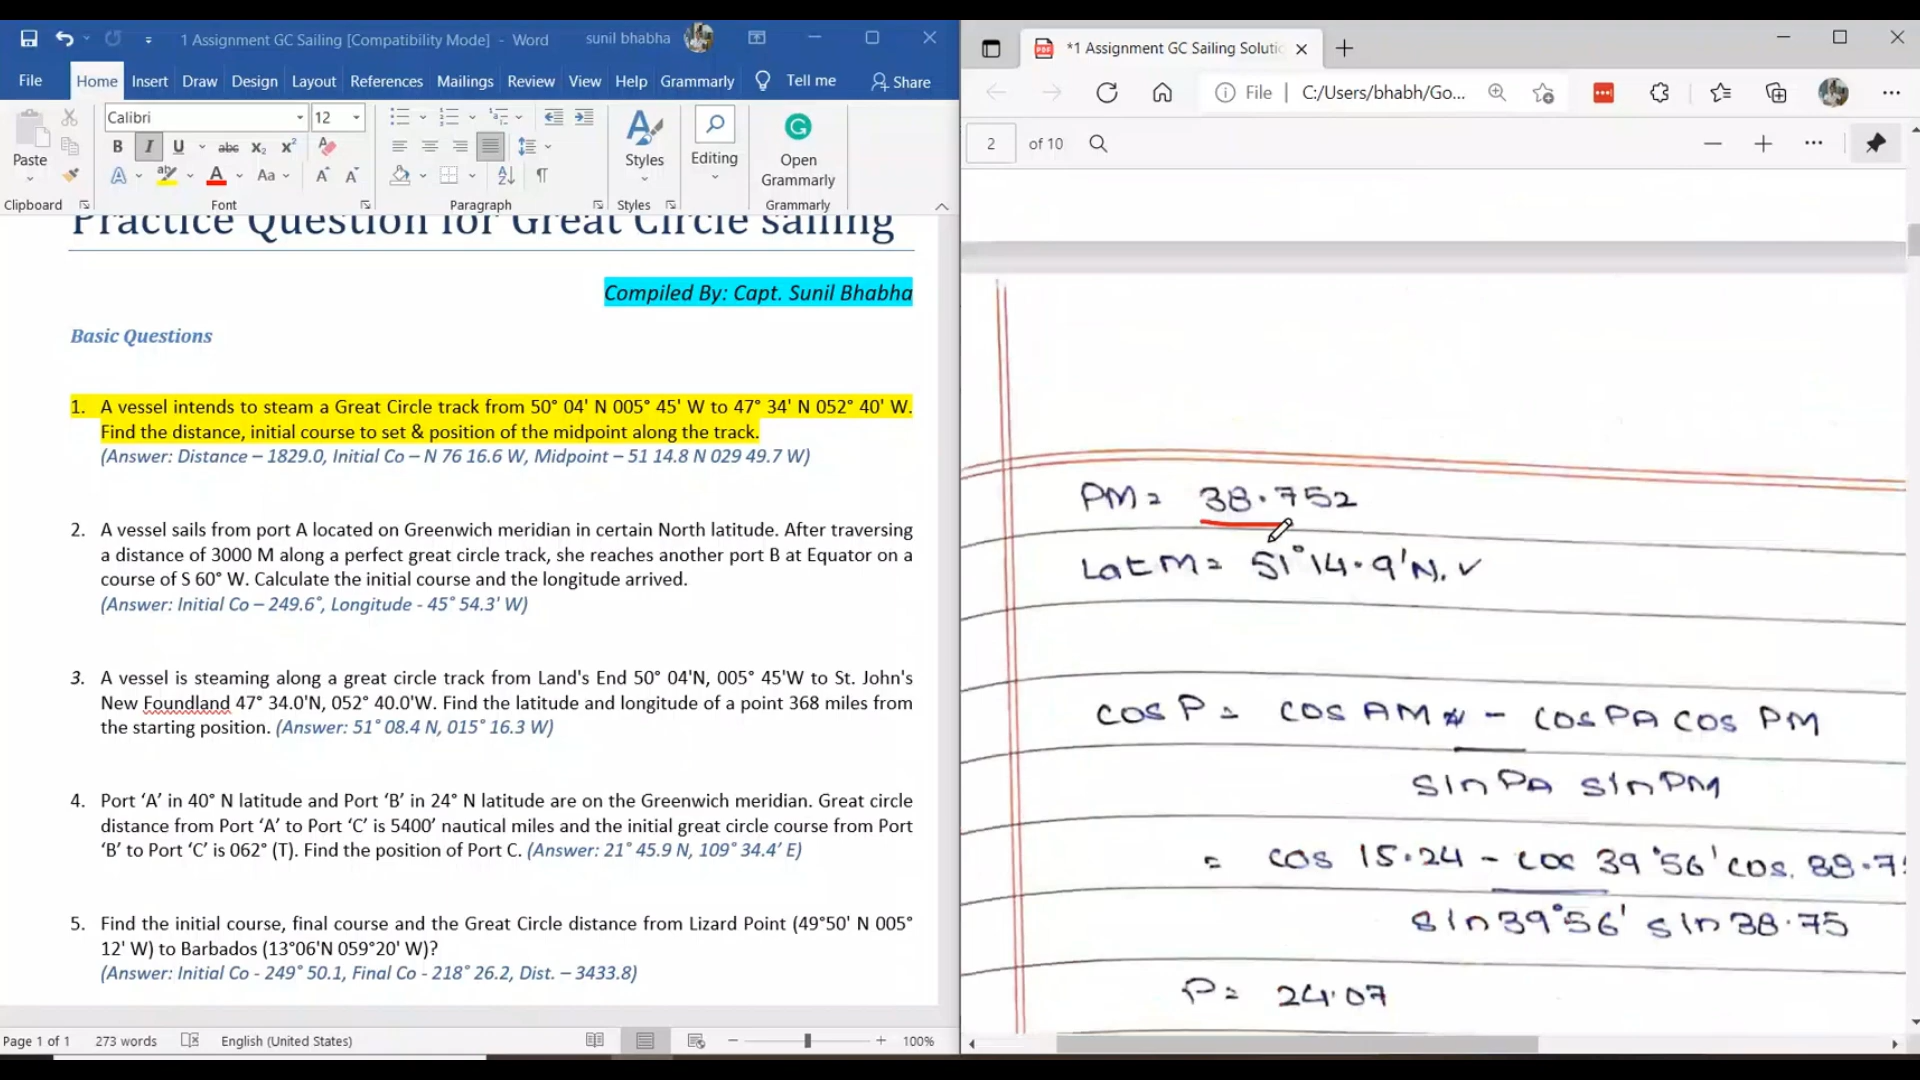 1 Assignment GC Sailing [Compatibility Mode] - Word
sunil bhabha
File Home Insert Draw Design Layout References Mailings Review View Help Grammarly Tell me Share
Calibri 12
Paste
B I U abc x₂ x²
A A Aa A A
Styles
Editing
Open
Grammarly
Clipboard Font Paragraph Styles Grammarly
Practice Question for Great Circle sailing
Compiled By: Capt. Sunil Bhabha
Basic Questions
1. A vessel intends to steam a Great Circle track from 50° 04' N 005° 45' W to 47° 34' N 052° 40' W.
Find the distance, initial course to set & position of the midpoint along the track.
(Answer: Distance – 1829.0, Initial Co – N 76 16.6 W, Midpoint – 51 14.8 N 029 49.7 W)
2. A vessel sails from port A located on Greenwich meridian in certain North latitude. After traversing
a distance of 3000 M along a perfect great circle track, she reaches another port B at Equator on a
course of S 60° W. Calculate the initial course and the longitude arrived.
(Answer: Initial Co – 249.6°, Longitude - 45° 54.3' W)
3. A vessel is steaming along a great circle track from Land's End 50° 04'N, 005° 45'W to St. John's
New Foundland 47° 34.0'N, 052° 40.0'W. Find the latitude and longitude of a point 368 miles from
the starting position. (Answer: 51° 08.4 N, 015° 16.3 W)
4. Port ‘A’ in 40° N latitude and Port ‘B’ in 24° N latitude are on the Greenwich meridian. Great circle
distance from Port ‘A’ to Port ‘C’ is 5400’ nautical miles and the initial great circle course from Port
‘B’ to Port ‘C’ is 062° (T). Find the position of Port C. (Answer: 21° 45.9 N, 109° 34.4’ E)
5. Find the initial course, final course and the Great Circle distance from Lizard Point (49°50' N 005°
12' W) to Barbados (13°06'N 059°20' W)?
(Answer: Initial Co - 249° 50.1, Final Co - 218° 26.2, Dist. – 3433.8)
Page 1 of 1 273 words English (United States) 100%
*1 Assignment GC Sailing Soluti
File C:/Users/bhabh/Go...
2 of 10
PM = 38.752
Lat M = 51°14.9'N. ✓
cos P = cos AM - cos PA cos PM
sin PA sin PM
= cos 15.24 - cos 39°56' cos. 38.7
sin 39°56' sin 38.75
P = 24.07